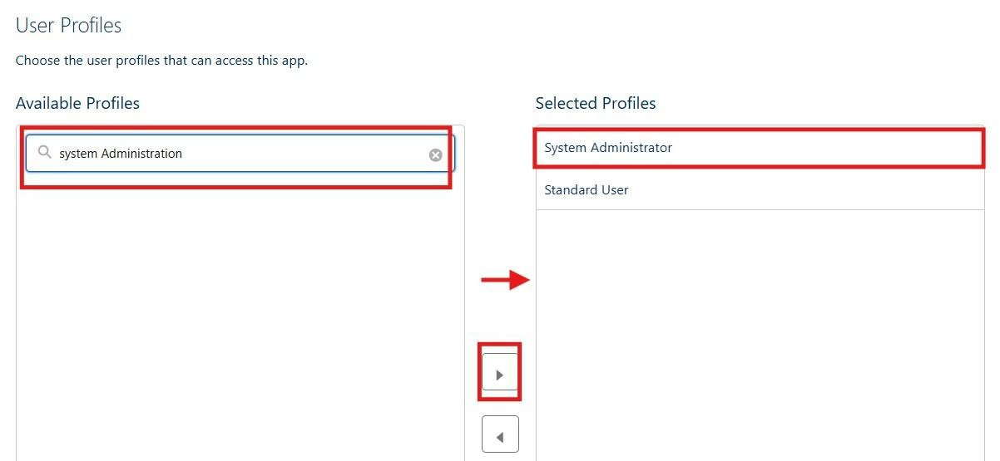 User Profiles
Choose the user profiles that can access this app.
Available Profiles
Selected Profiles
system Administration
System Administrator
Standard User